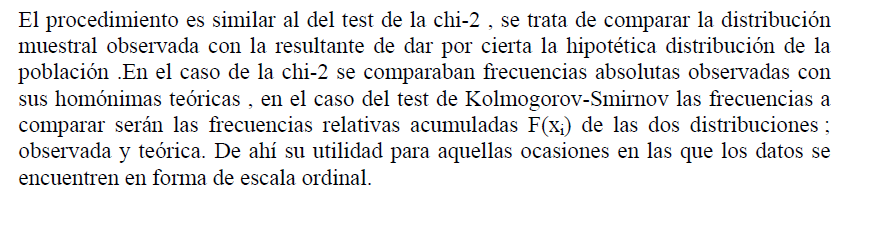 El procedimiento es similar al del test de la chi-2 , se trata de comparar la distribución
muestral observada con la resultante de dar por cierta la hipotética distribución de la
población .En el caso de la chi-2 se comparaban frecuencias absolutas observadas con
sus homónimas teóricas , en el caso del test de Kolmogorov-Smirnov las frecuencias a
comparar serán las frecuencias relativas acumuladas F(xᵢ) de las dos distribuciones ;
observada y teórica. De ahí su utilidad para aquellas ocasiones en las que los datos se
encuentren en forma de escala ordinal.